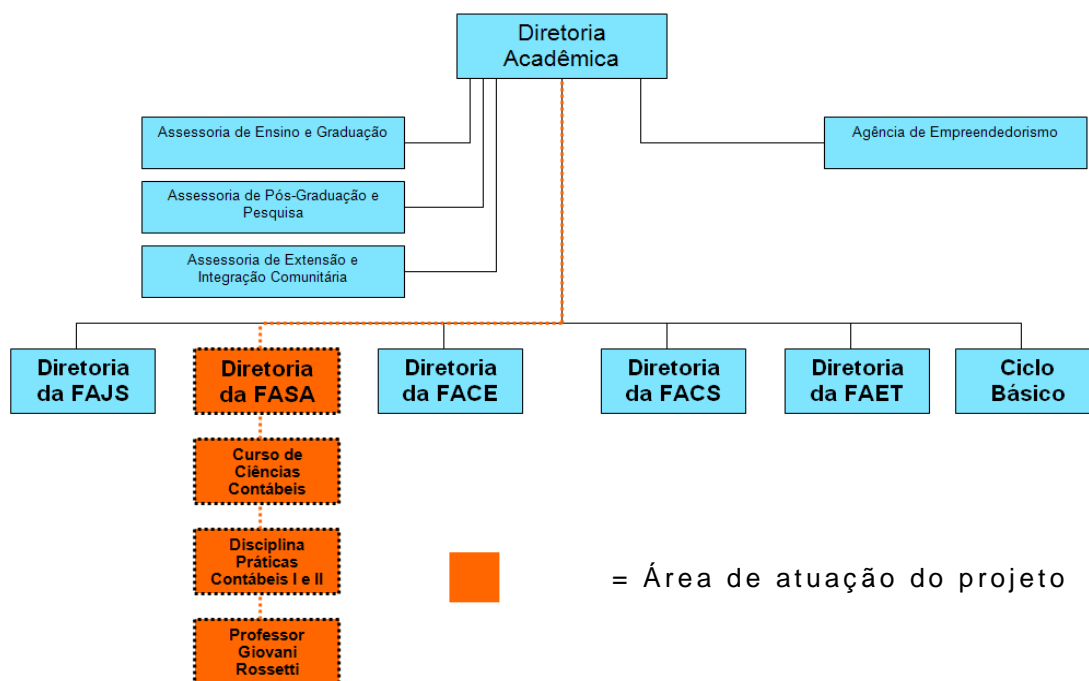 Diretoria
Acadêmica
Assessoria de Ensino e Graduação
Agência de Empreendedorismo
Assessoria de Pós-Graduação e
Pesquisa
Assessoria de Extensão e
Integração Comunitária
Diretoria
da FAJS
Diretoria
da FASA
Diretoria
da FACE
Diretoria
da FACS
Diretoria
da FAET
Ciclo
Básico
Curso de
Ciências
Contábeis
Disciplina
Práticas
Contábeis I e II
= Área de atuação do projeto
Professor
Giovani
Rossetti